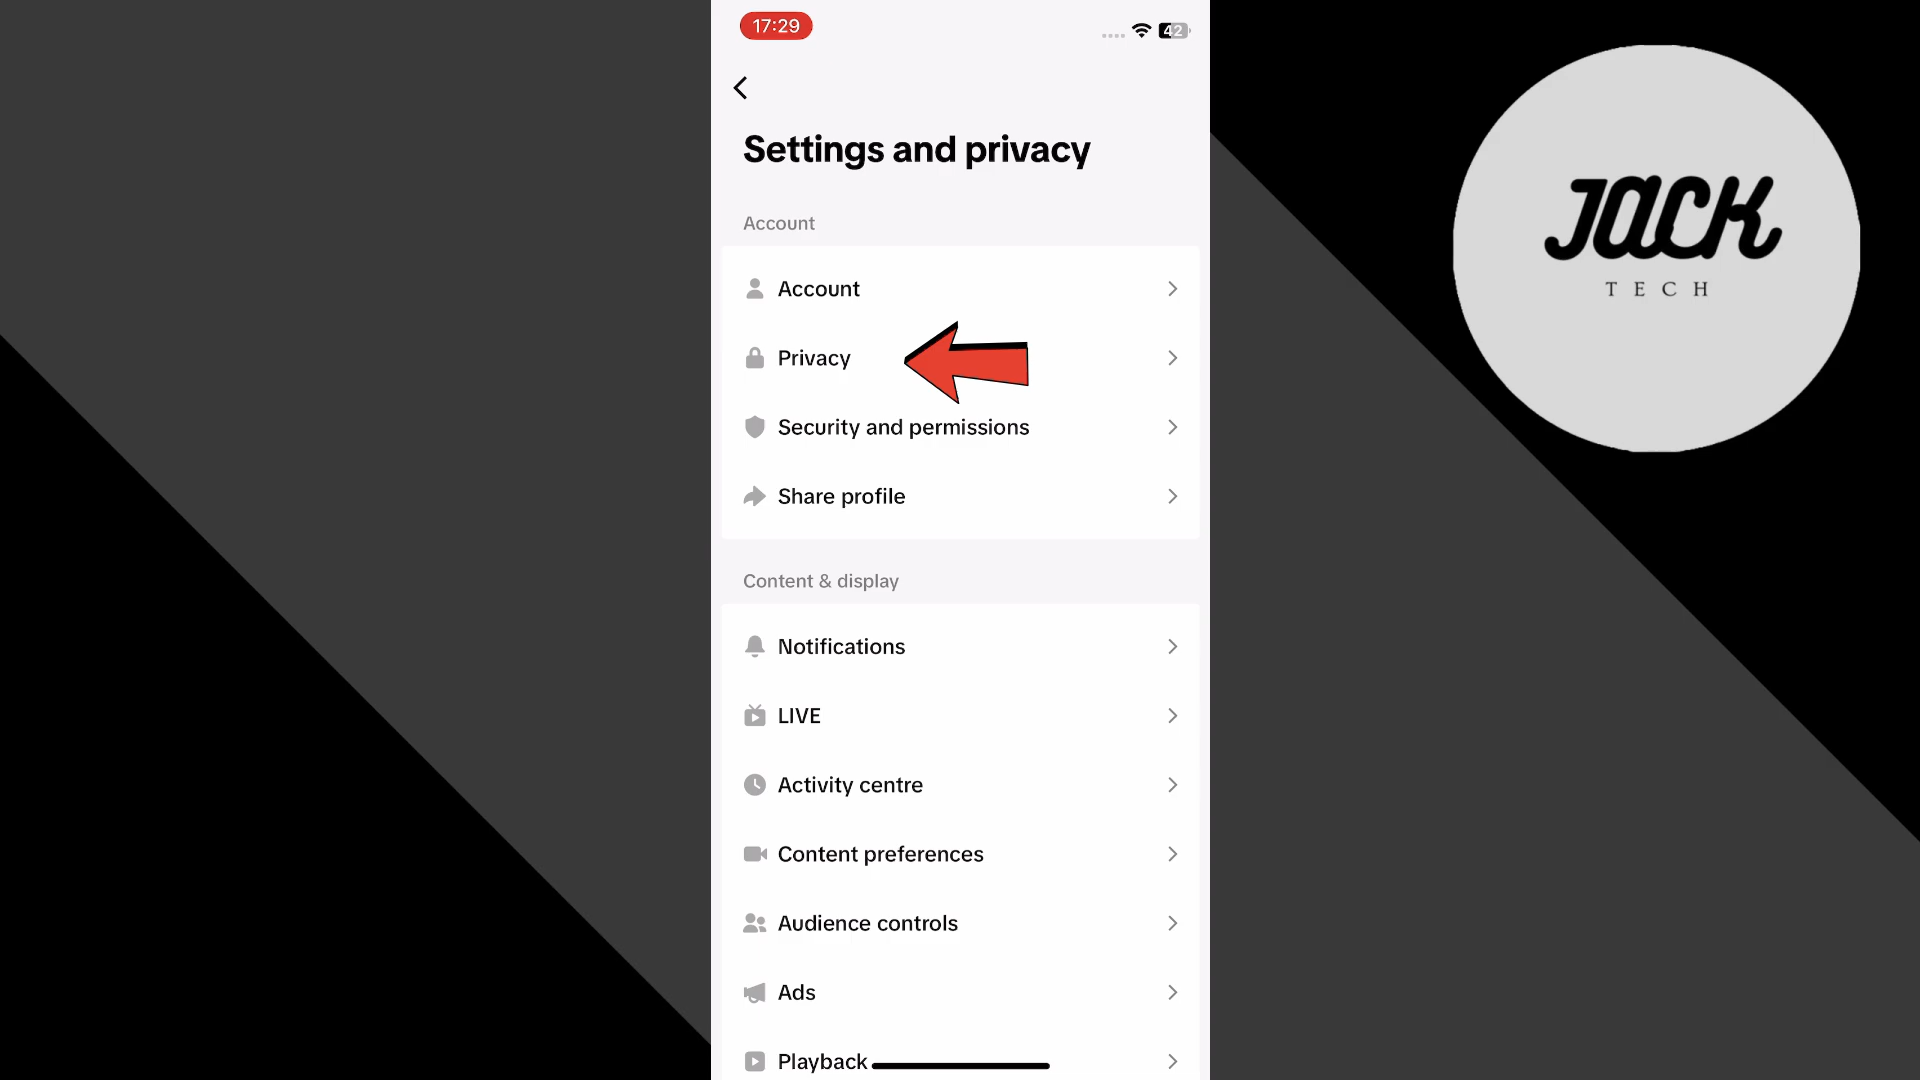 17:29
42
Settings and privacy
Account
Account
Privacy
Security and permissions
Share profile
Content & display
Notifications
LIVE
Activity centre
Content preferences
Audience controls
Ads
Playback
JACK
TECH